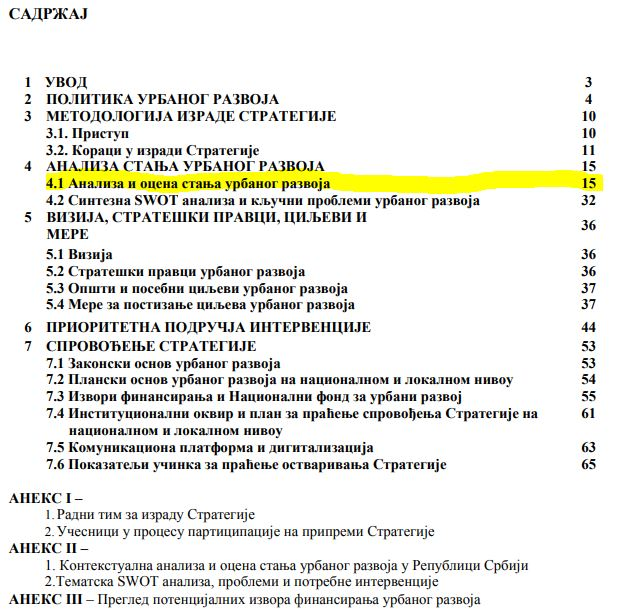 САДРЖАЈ
1 УВОД 3
2 ПОЛИТИКА УРБАНОГ РАЗВОЈА 4
3 МЕТОДОЛОГИЈА ИЗРАДЕ СТРАТЕГИЈЕ 10
3.1. Приступ 10
3.2. Кораци у изради Стратегије 11
4 АНАЛИЗА СТАЊА УРБАНОГ РАЗВОЈА 15
4.1 Анализа и оцена стања урбаног развоја 15
4.2 Синтезна SWOT анализа и кључни проблеми урбаног развоја 32
5 ВИЗИЈА, СТРАТЕШКИ ПРАВЦИ, ЦИЉЕВИ И
МЕРЕ 36
5.1 Визија 36
5.2 Стратешки правци урбаног развоја 36
5.3 Општи и посебни циљеви урбаног развоја 37
5.4 Мере за постизање циљева урбаног развоја 37
6 ПРИОРИТЕТНА ПОДРУЧЈА ИНТЕРВЕНЦИЈЕ 44
7 СПРОВОЂЕЊЕ СТРАТЕГИЈЕ 53
7.1 Законски основ урбаног развоја 53
7.2 Плански основ урбаног развоја на националном и локалном нивоу 54
7.3 Извори финансирања и Национални фонд за урбани развој 55
7.4 Институционални оквир и план за праћење спровођења Стратегије на 61
националном и локалном нивоу
7.5 Комуникациона платформа и дигитализација 63
7.6 Показатељи учинка за праћење остваривања Стратегије 65
АНЕКС I –
1. Радни тим за израду Стратегије
2. Учесници у процесу партиципације на припреми Стратегије
АНЕКС II –
1. Контекстуална анализа и оцена стања урбаног развоја у Републици Србији
2.Тематска SWOT анализа, проблеми и потребне интервенције
АНЕКС III – Преглед потенцијалних извора финансирања урбаног развоја